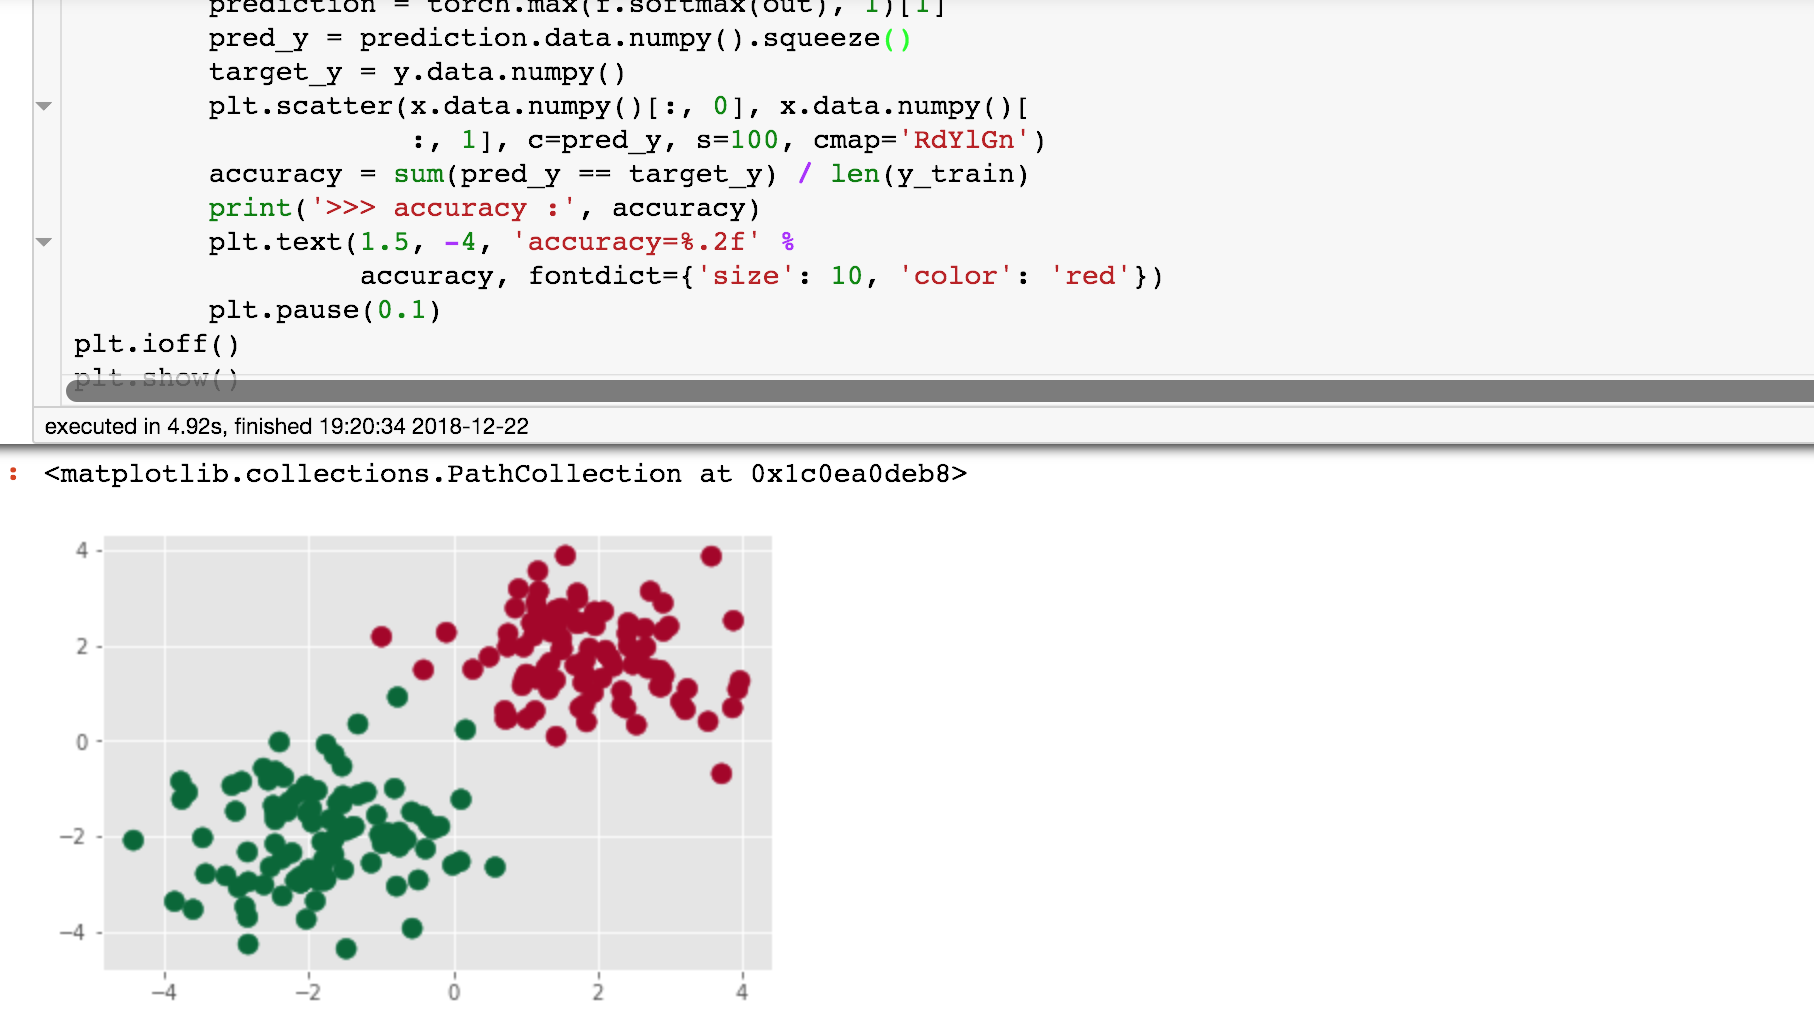 prediction = torch.max(f.softmax(out), 1)[1]
pred_y = prediction.data.numpy().squeeze()
target_y = y.data.numpy()
plt.scatter(x.data.numpy()[:, 0], x.data.numpy()[
:, 1], c=pred_y, s=100, cmap='RdYlGn')
accuracy = sum(pred_y == target_y) / len(y_train)
print('>>> accuracy :', accuracy)
plt.text(1.5, -4, 'accuracy=%.2f' %
accuracy, fontdict={'size': 10, 'color': 'red'})
plt.pause(0.1)
plt.ioff()
plt.show()
executed in 4.92s, finished 19:20:34 2018-12-22
: <matplotlib.collections.PathCollection at 0x1c0ea0deb8>
4
2
0
−2
−4
−4 −2 0 2 4